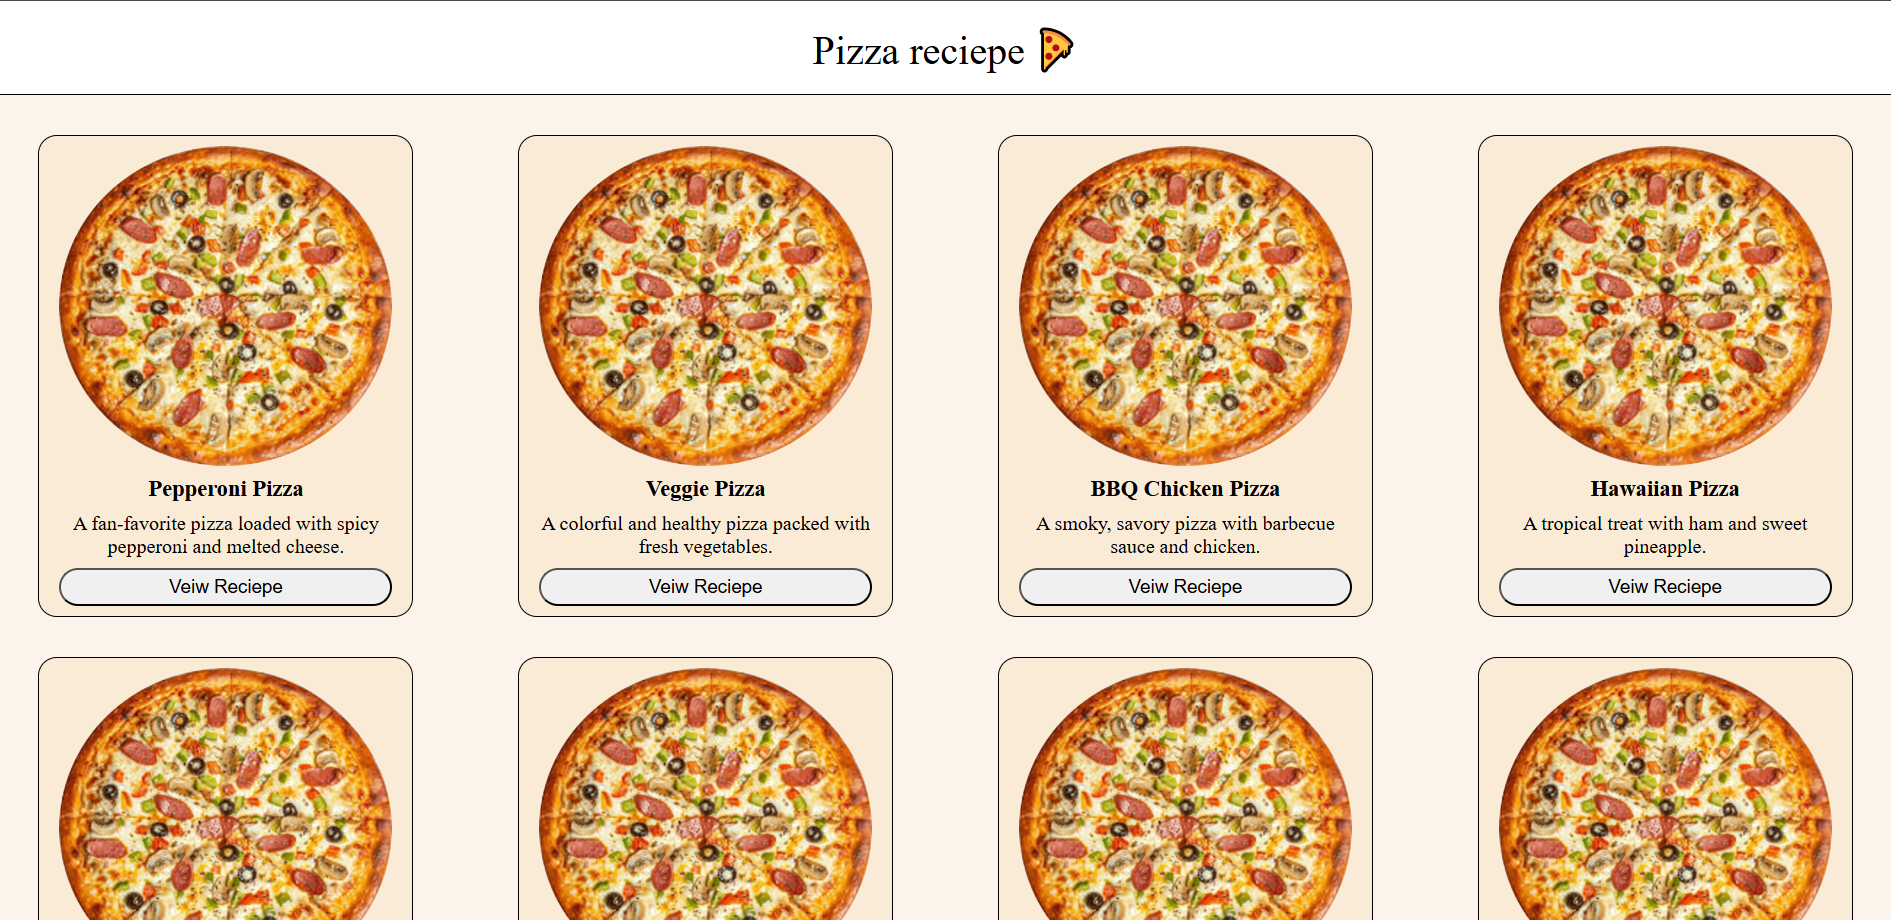 Pizza reciepe 🍕
Pepperoni Pizza
A fan-favorite pizza loaded with spicy
pepperoni and melted cheese.
Veiw Reciepe
Veggie Pizza
A colorful and healthy pizza packed with
fresh vegetables.
Veiw Reciepe
BBQ Chicken Pizza
A smoky, savory pizza with barbecue
sauce and chicken.
Veiw Reciepe
Hawaiian Pizza
A tropical treat with ham and sweet
pineapple.
Veiw Reciepe